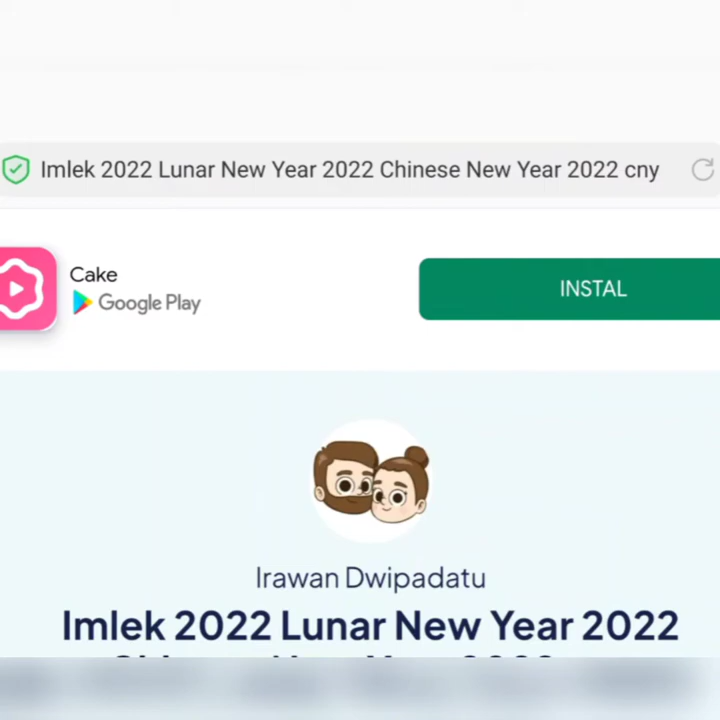 Imlek 2022 Lunar New Year 2022 Chinese New Year 2022 cny
Cake
Google Play
INSTAL
Irawan Dwipadatu
Imlek 2022 Lunar New Year 2022